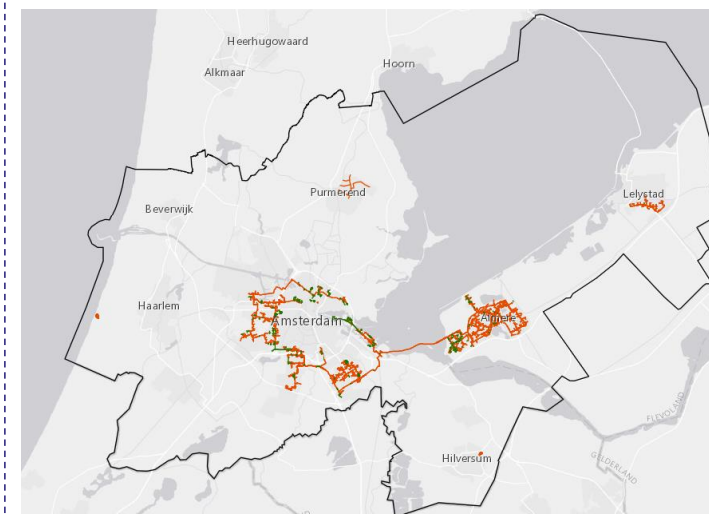 Heerhugowaard
Alkmaar
Hoorn
Purmerend
Lelystad
Beverwijk
Haarlem
Amsterdam
Almere
Hilversum
FLEVOLAND
GELDERLAND